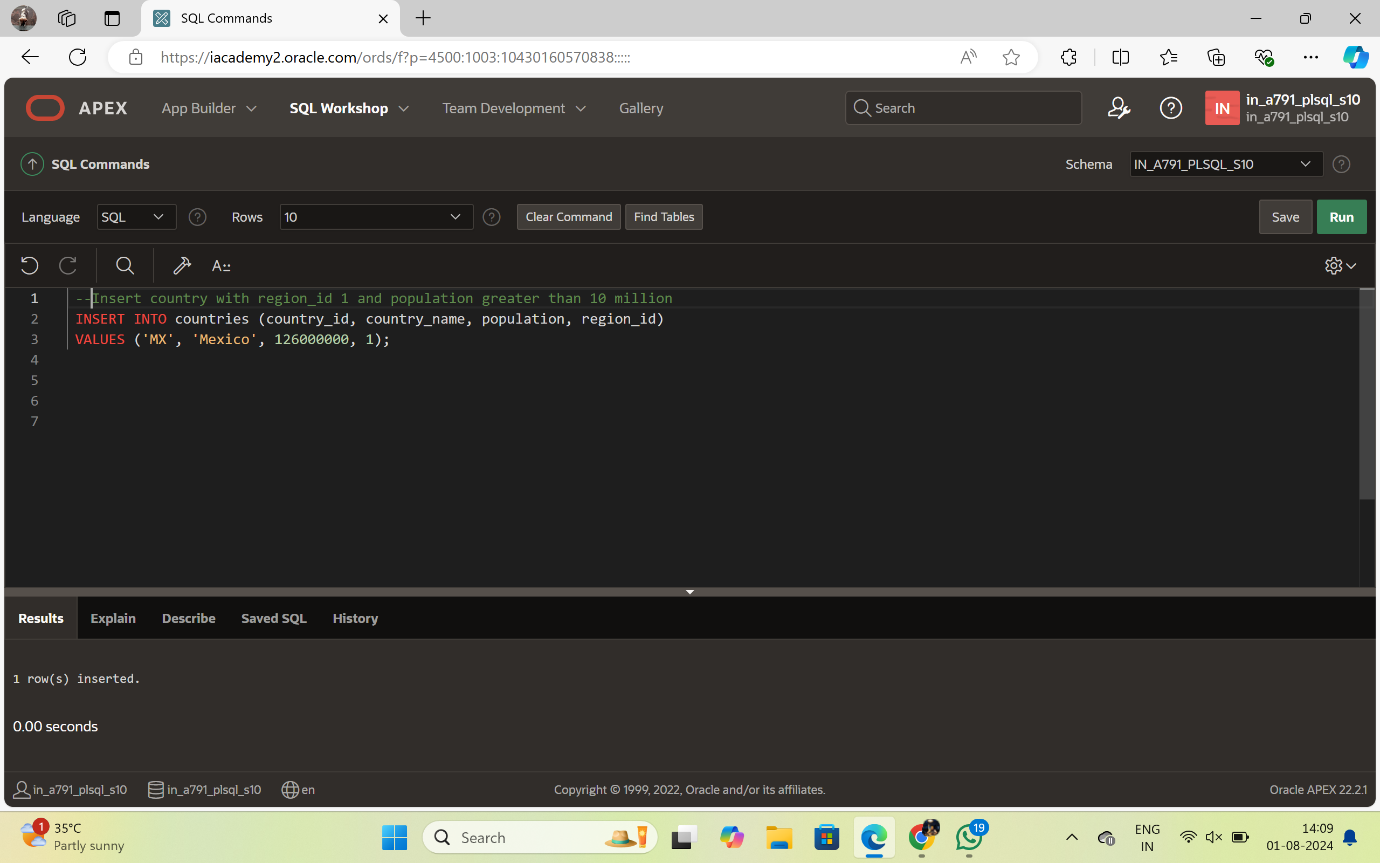 SQL Commands
https://iacademy2.oracle.com/ords/f?p=4500:1003:10430160570838:::::
APEX App Builder SQL Workshop Team Development Gallery Search IN in_a791_plsql_s10
in_a791_plsql_s10
SQL Commands Schema IN_A791_PLSQL_S10 ?
Language SQL ? Rows 10 ? Clear Command Find Tables Save Run
A
1 --Insert country with region_id 1 and population greater than 10 million
2 INSERT INTO countries (country_id, country_name, population, region_id)
3 VALUES ('MX', 'Mexico', 126000000, 1);
4
5
6
7
Results Explain Describe Saved SQL History
1 row(s) inserted.
0.00 seconds
in_a791_plsql_s10 in_a791_plsql_s10 en Copyright © 1999, 2022, Oracle and/or its affiliates. Oracle APEX 22.2.1
1 35°C
Partly sunny
Search
19
ENG
IN
14:09
01-08-2024